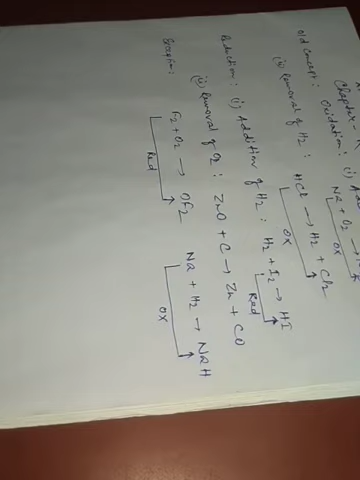 Chapter-
Old Concept: Oxidation: (i) Add
Na + O2 →
OX
(ii) Removal of H2 : HCl → H2 + Cl2
OX
Reduction: (i) Addition of H2 : H2 + I2 → HI
Red
(ii) Removal of O2 : ZnO + C → Zn + CO
Exception: F2 + O2 → OF2 Na + H2 → NaH
Red OX